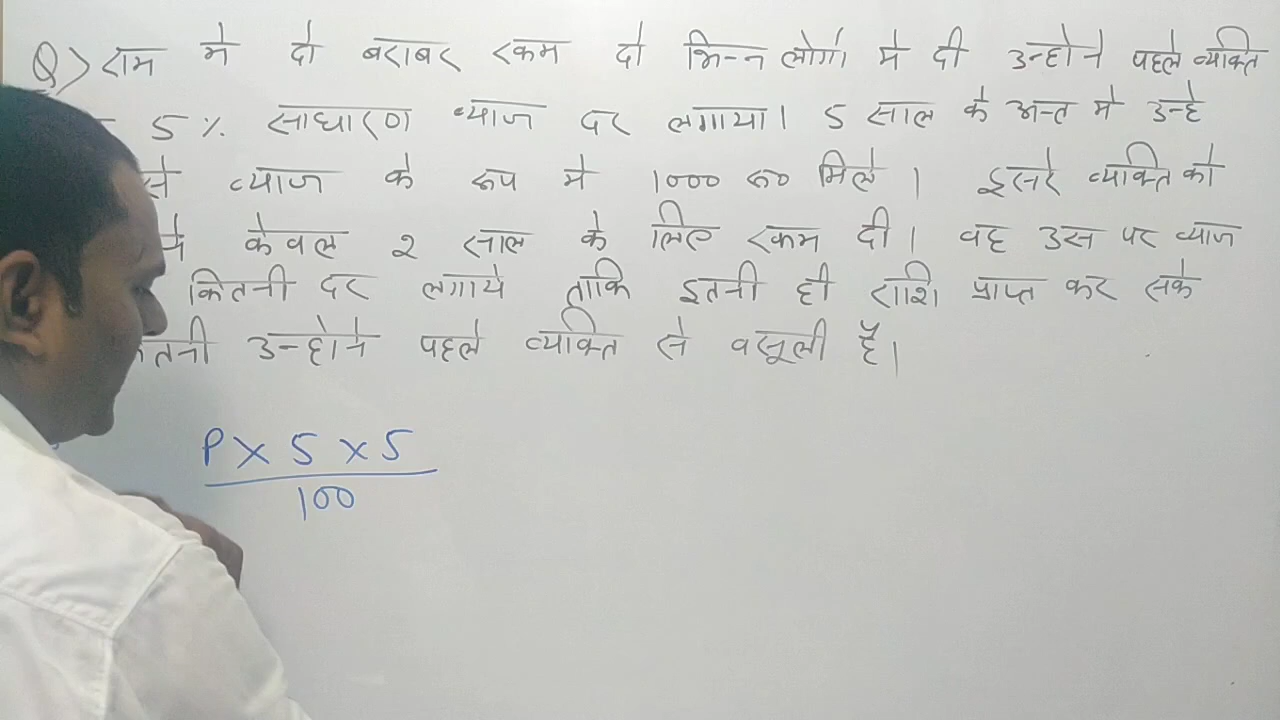 Q> राम ने दो बराबर रकम दो भिन्न लोगों मे दी उन्होने पहले व्यक्ति
5% साधारण व्याज दर लगाया। 5 साल के अन्त मे उन्हे
व्याज के रूप मे 1000 रू० मिले। दुसरे व्यक्ति को
केवल 2 साल के लिए रकम दी। वह उस पर व्याज
कितनी दर लगाये ताकि इतनी ही राशि प्राप्त कर सके
उन्होने पहले व्यक्ति से वसूली है।
P × 5 × 5
100